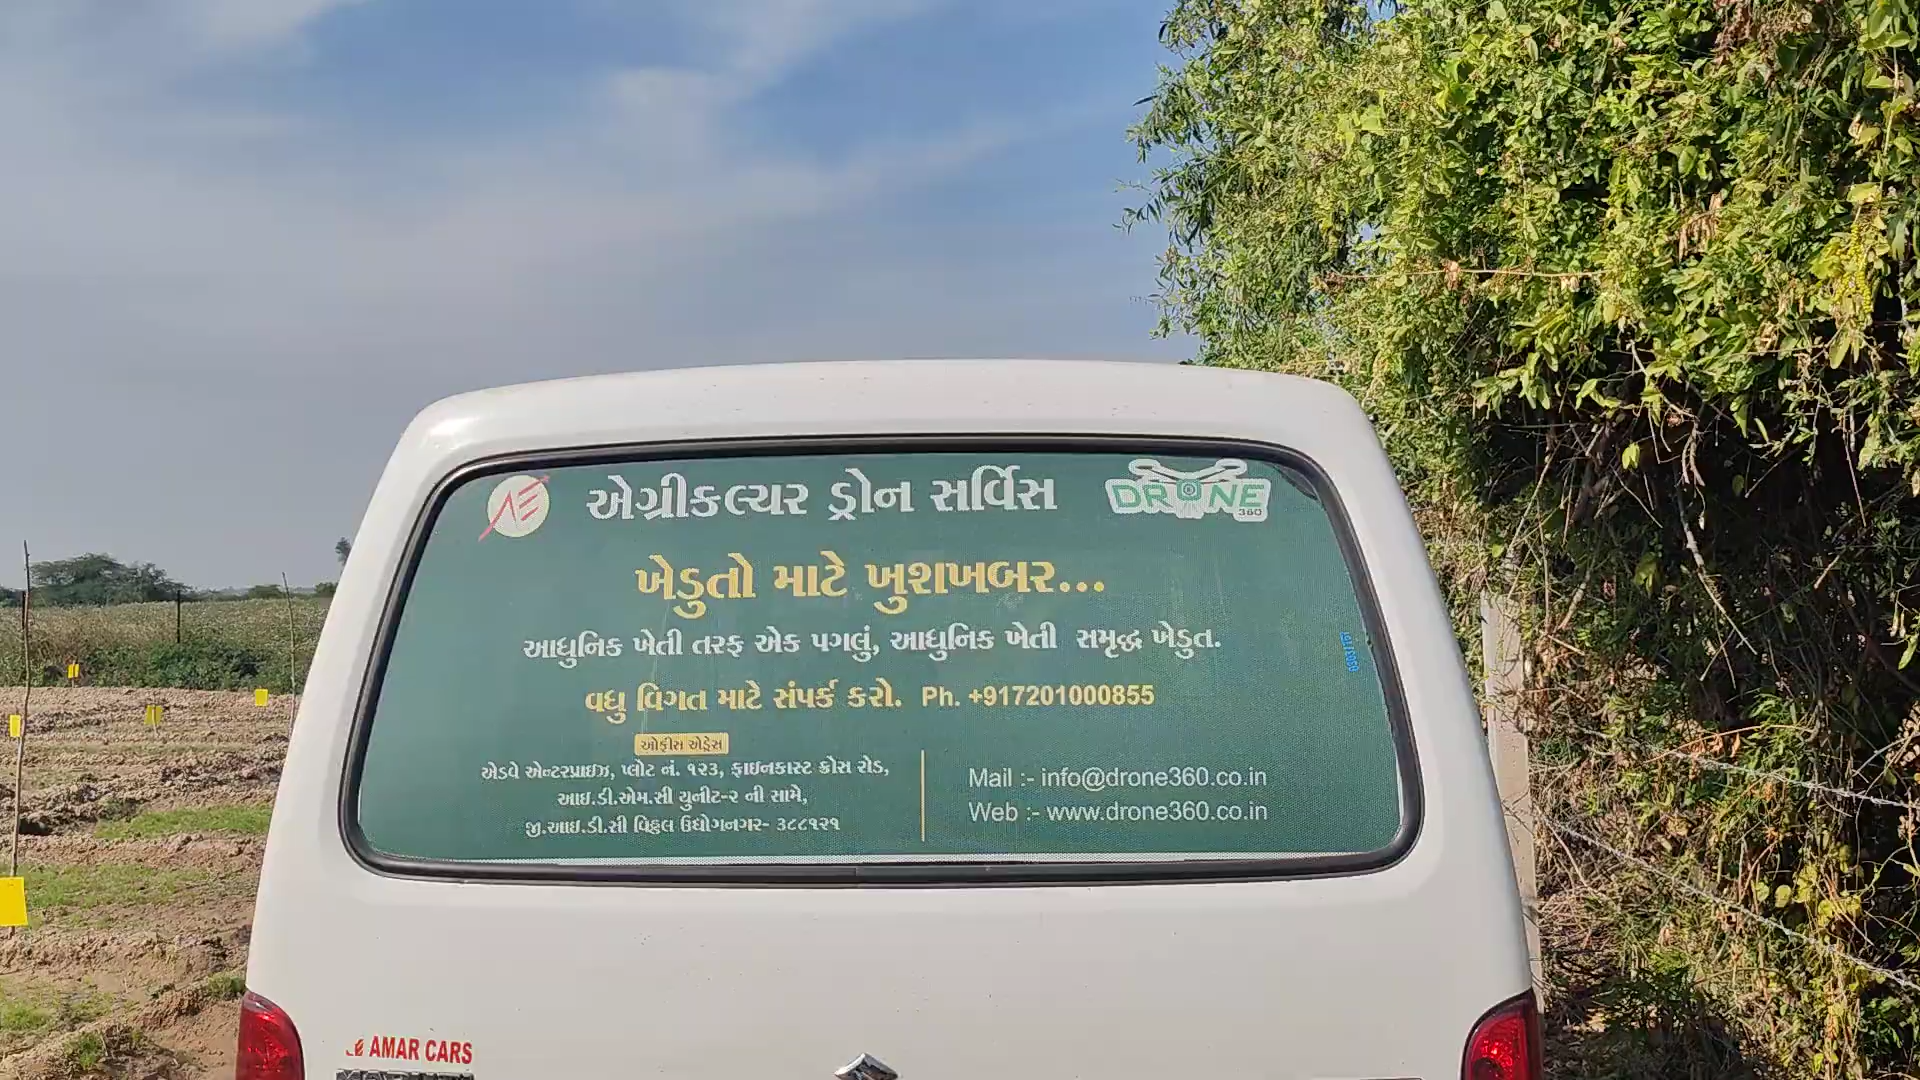 AE એગ્રીકલ્ચર ડ્રોન સર્વિસ DRONE 360
ખેડુતો માટે ખુશખબર...
આધુનિક ખેતી તરફ એક પગલું, આધુનિક ખેતી સમૃદ્ધ ખેડુત.
વધુ વિગત માટે સંપર્ક કરો. Ph. +917201000855
ઓફીસ એડ્રેસ
એડવે એન્ટરપ્રાઇઝ, પ્લોટ નં. ૧૨૩, ફાઇનકાસ્ટ ક્રોસ રોડ,
આઇ.ડી.એમ.સી યુનીટ-૨ ની સામે,
જી.આઇ.ડી.સી વિઠ્ઠલ ઉધોગનગર- ૩૮૮૧૨૧
Mail :- info@drone360.co.in
Web :- www.drone360.co.in
AMAR CARS